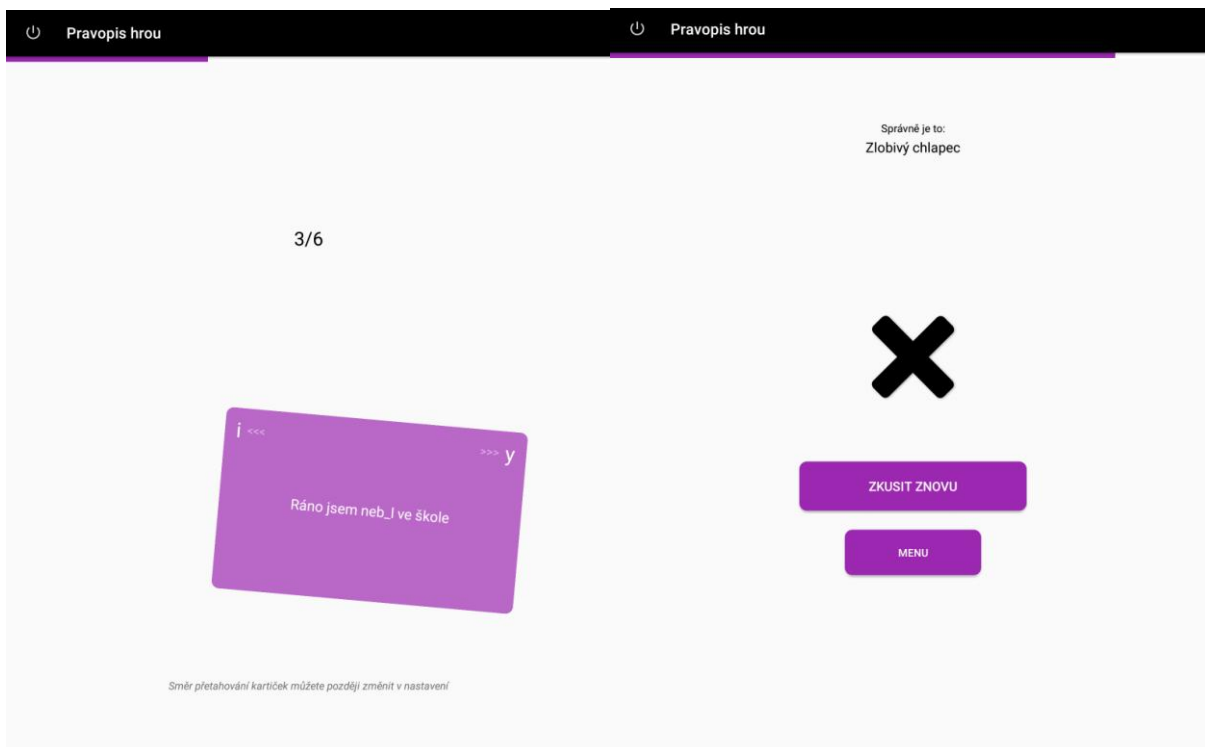 Pravopis hrou
3/6
i <<<
>>> y
Ráno jsem neb_l ve škole
Směr přetahování kartiček můžete později změnit v nastavení
Pravopis hrou
Správně je to:
Zlobivý chlapec
ZKUSIT ZNOVU
MENU